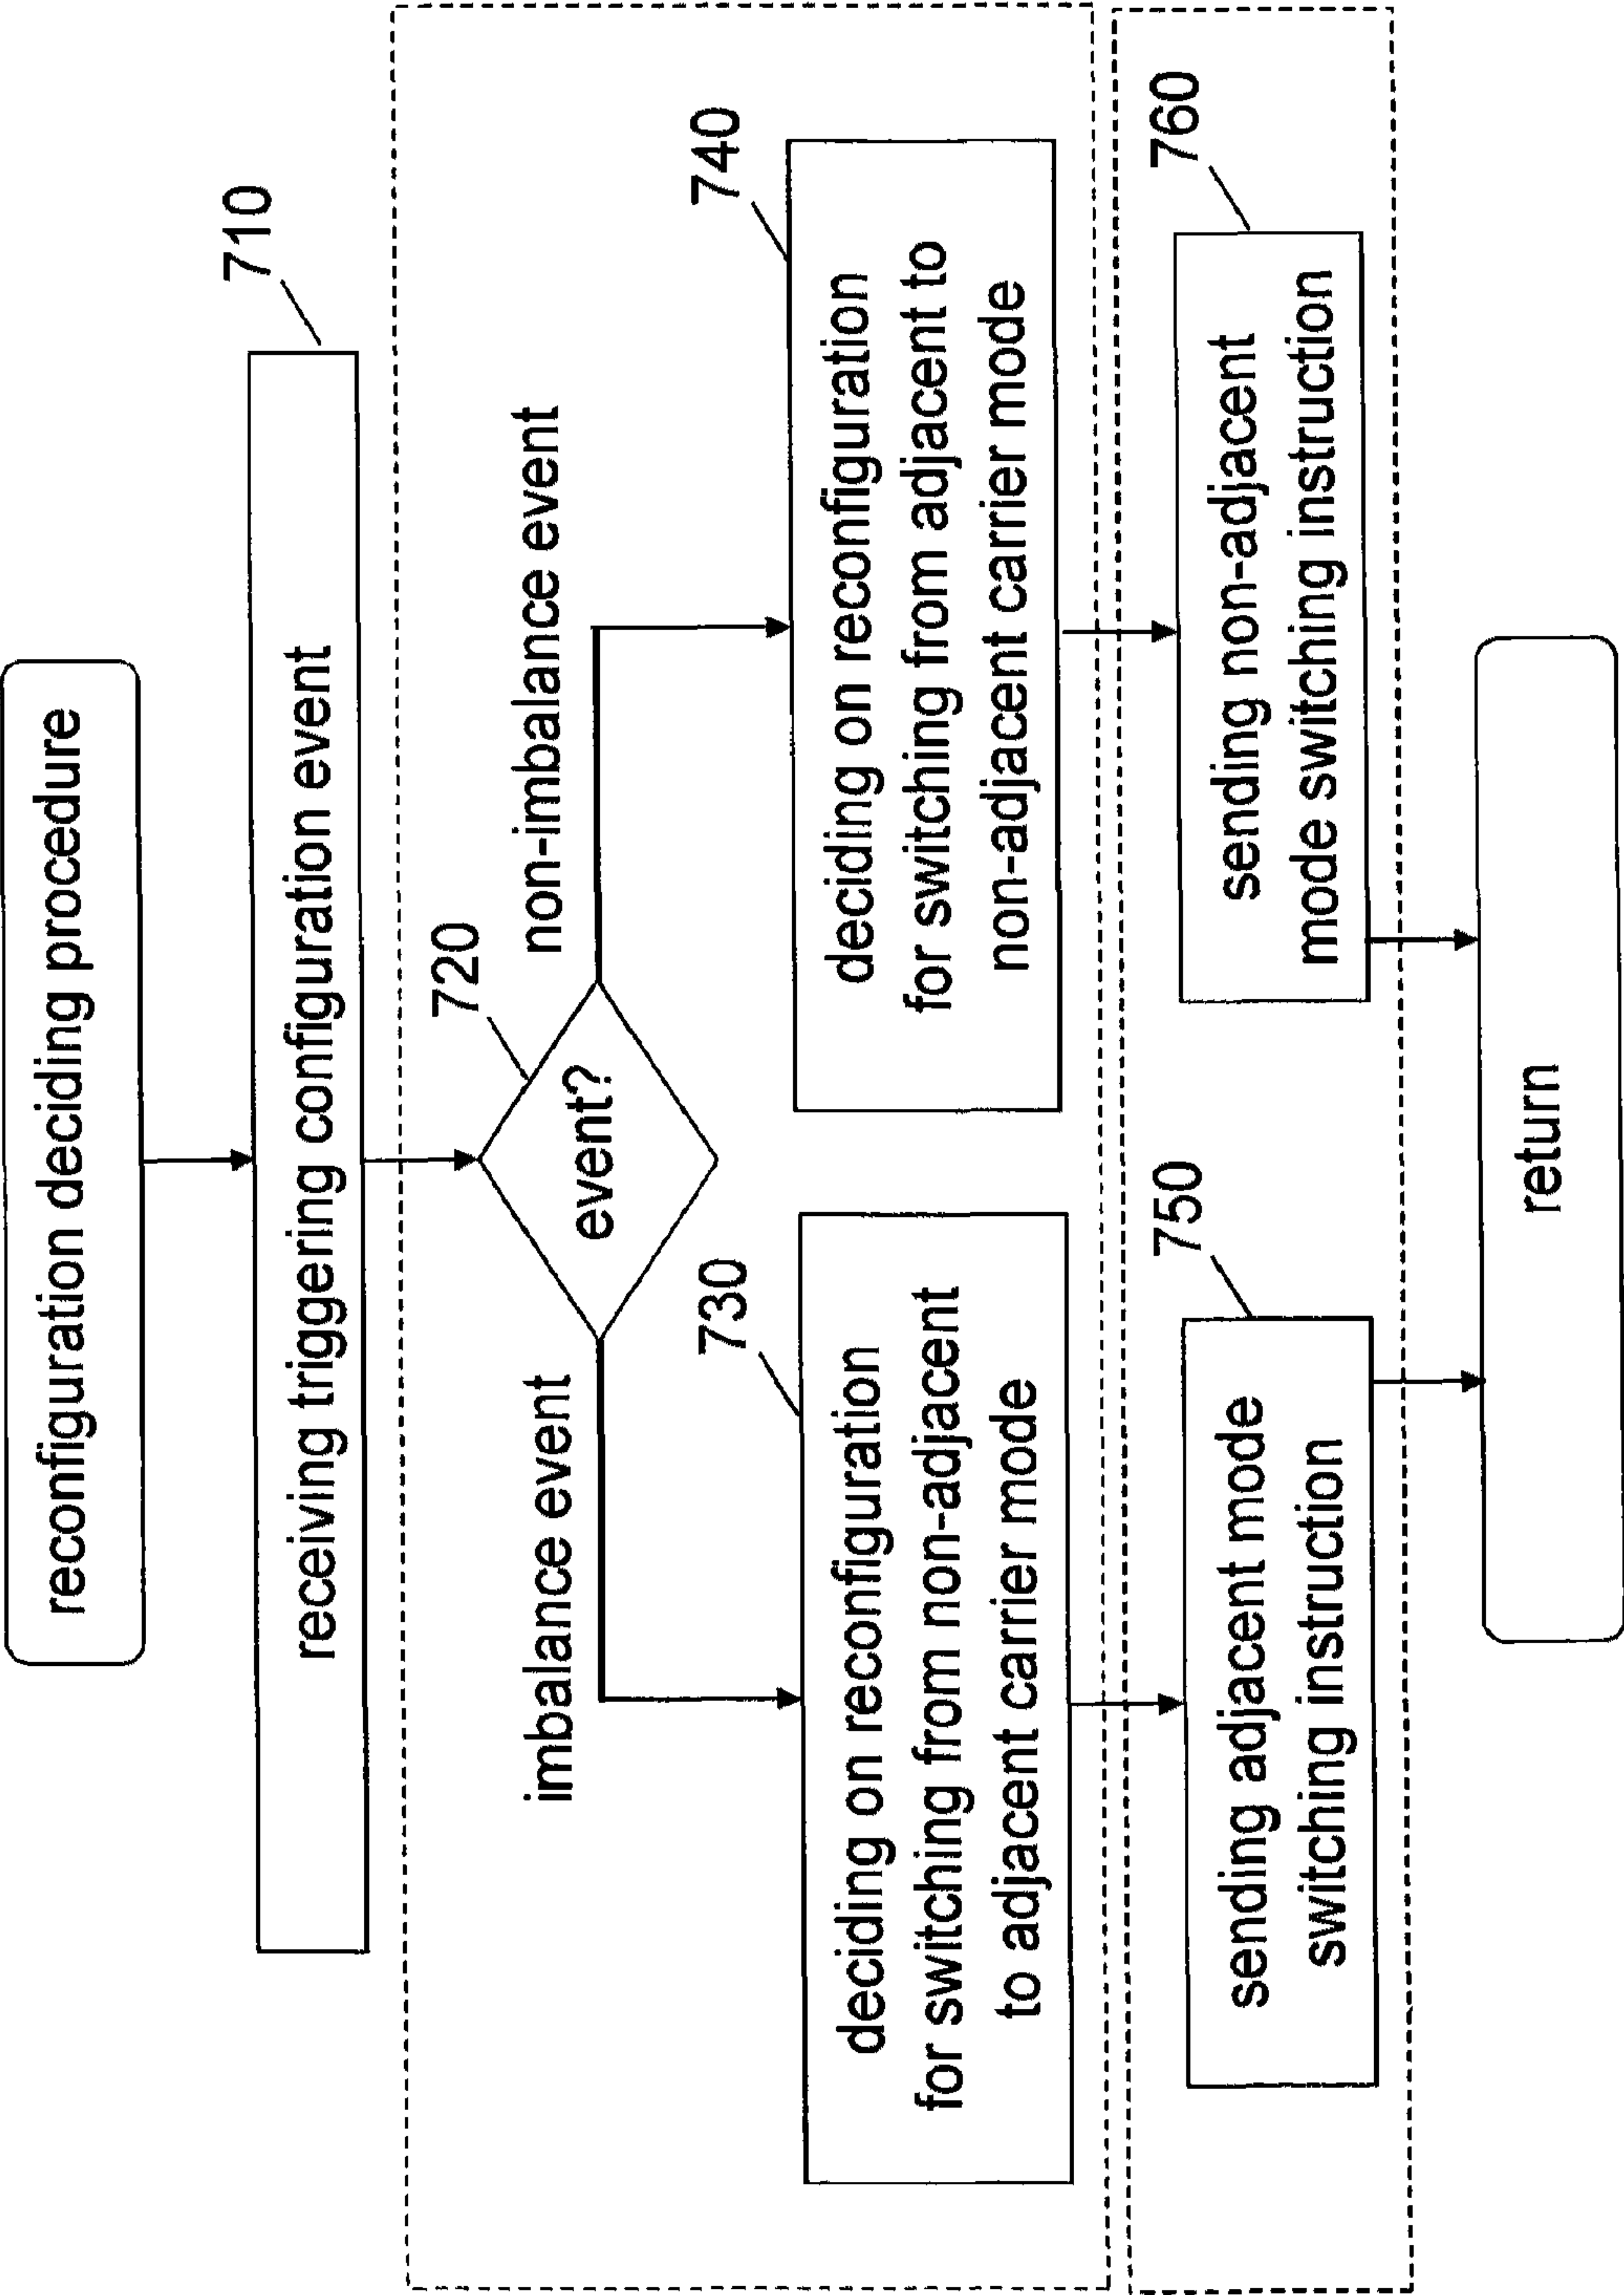 reconfiguration deciding procedure
710
receiving triggering configuration event
720
event?
imbalance event
non-imbalance event
730
deciding on reconfiguration
for switching from non-adjacent
to adjacent carrier mode
740
deciding on reconfiguration
for switching from adjacent to
non-adjacent carrier mode
750
sending adjacent mode
switching instruction
760
sending non-adjacent
mode switching instruction
return